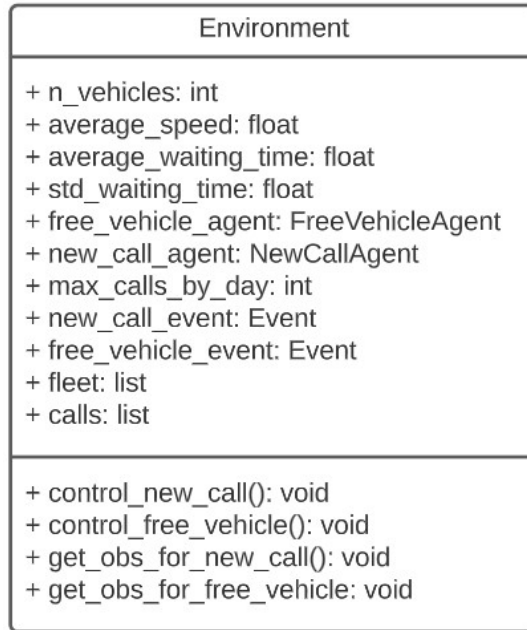 Environment
+ n_vehicles: int
+ average_speed: float
+ average_waiting_time: float
+ std_waiting_time: float
+ free_vehicle_agent: FreeVehicleAgent
+ new_call_agent: NewCallAgent
+ max_calls_by_day: int
+ new_call_event: Event
+ free_vehicle_event: Event
+ fleet: list
+ calls: list
+ control_new_call(): void
+ control_free_vehicle(): void
+ get_obs_for_new_call(): void
+ get_obs_for_free_vehicle: void